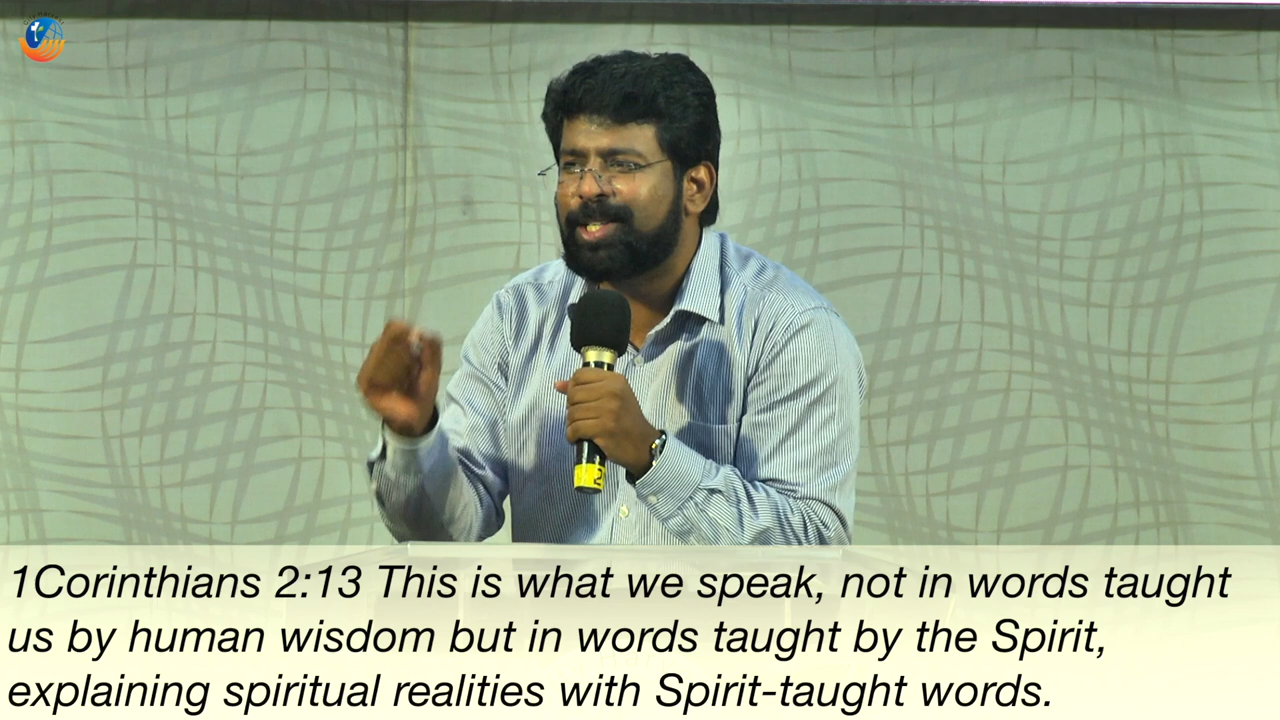 1Corinthians 2:13 This is what we speak, not in words taught
us by human wisdom but in words taught by the Spirit,
explaining spiritual realities with Spirit-taught words.
2